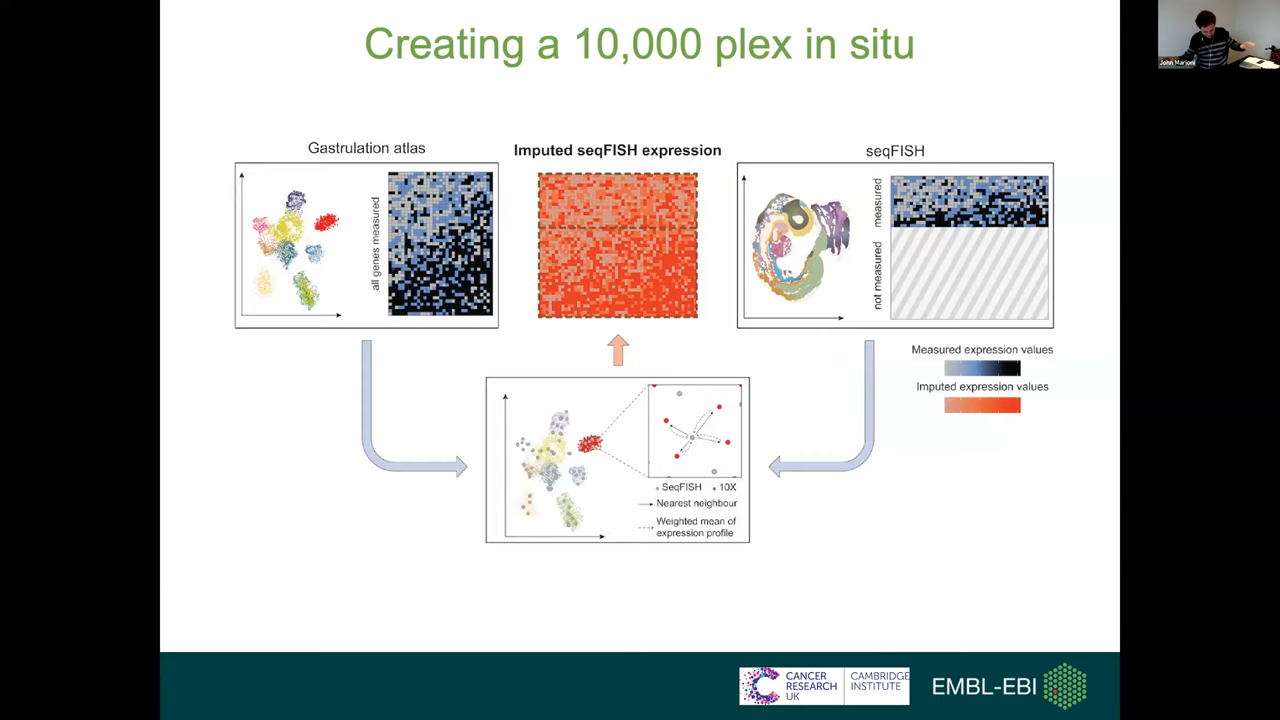 Creating a 10,000 plex in situ
John Marioni
Gastrulation atlas
Imputed seqFISH expression
seqFISH
all genes measured
measured
not measured
Measured expression values
Imputed expression values
SeqFISH
10X
Nearest neighbour
Weighted mean of
expression profile
CANCER
RESEARCH
UK
CAMBRIDGE
INSTITUTE
EMBL-EBI